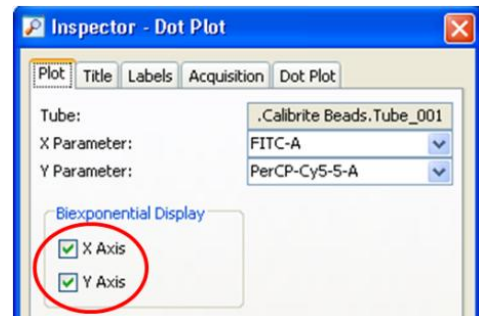 Inspector - Dot Plot
Plot Title Labels Acquisition Dot Plot
Tube: .Calibrite Beads.Tube_001
X Parameter: FITC-A
Y Parameter: PerCP-Cy5-5-A
Biexponential Display
X Axis
Y Axis